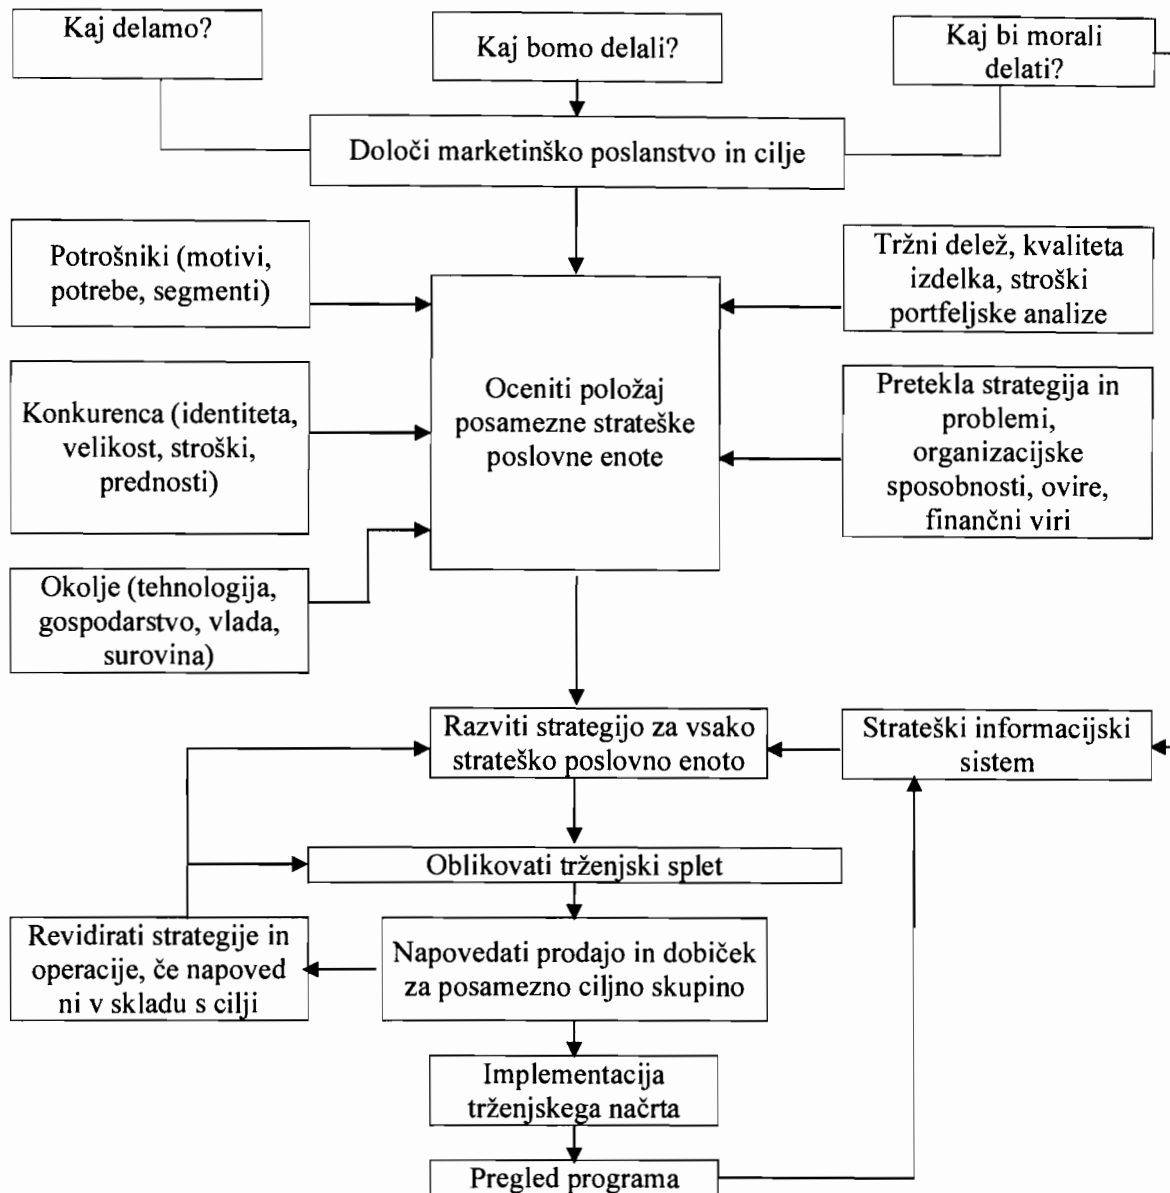 Kaj delamo?
Kaj bomo delali?
Kaj bi morali
delati?
Določi marketinško poslanstvo in cilje
Potrošniki (motivi,
potrebe, segmenti)
Tržni delež, kvaliteta
izdelka, stroški
portfeljske analize
Konkurenca (identiteta,
velikost, stroški,
prednosti)
Oceniti položaj
posamezne strateške
poslovne enote
Pretekla strategija in
problemi,
organizacijske
sposobnosti, ovire,
finančni viri
Okolje (tehnologija,
gospodarstvo, vlada,
surovina)
Razviti strategijo za vsako
strateško poslovno enoto
Strateški informacijski
sistem
Oblikovati trženjski splet
Revidirati strategije in
operacije, če napoved
ni v skladu s cilji
Napovedati prodajo in dobiček
za posamezno ciljno skupino
Implementacija
trženjskega načrta
Pregled programa